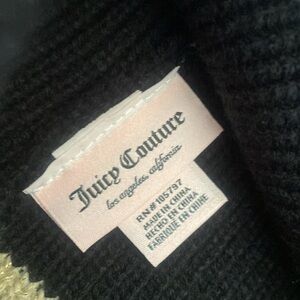 Juicy Couture
los angeles, california
RN# 105797
MADE IN CHINA
HECHO EN CHINA
FABRIQUE EN CHINE